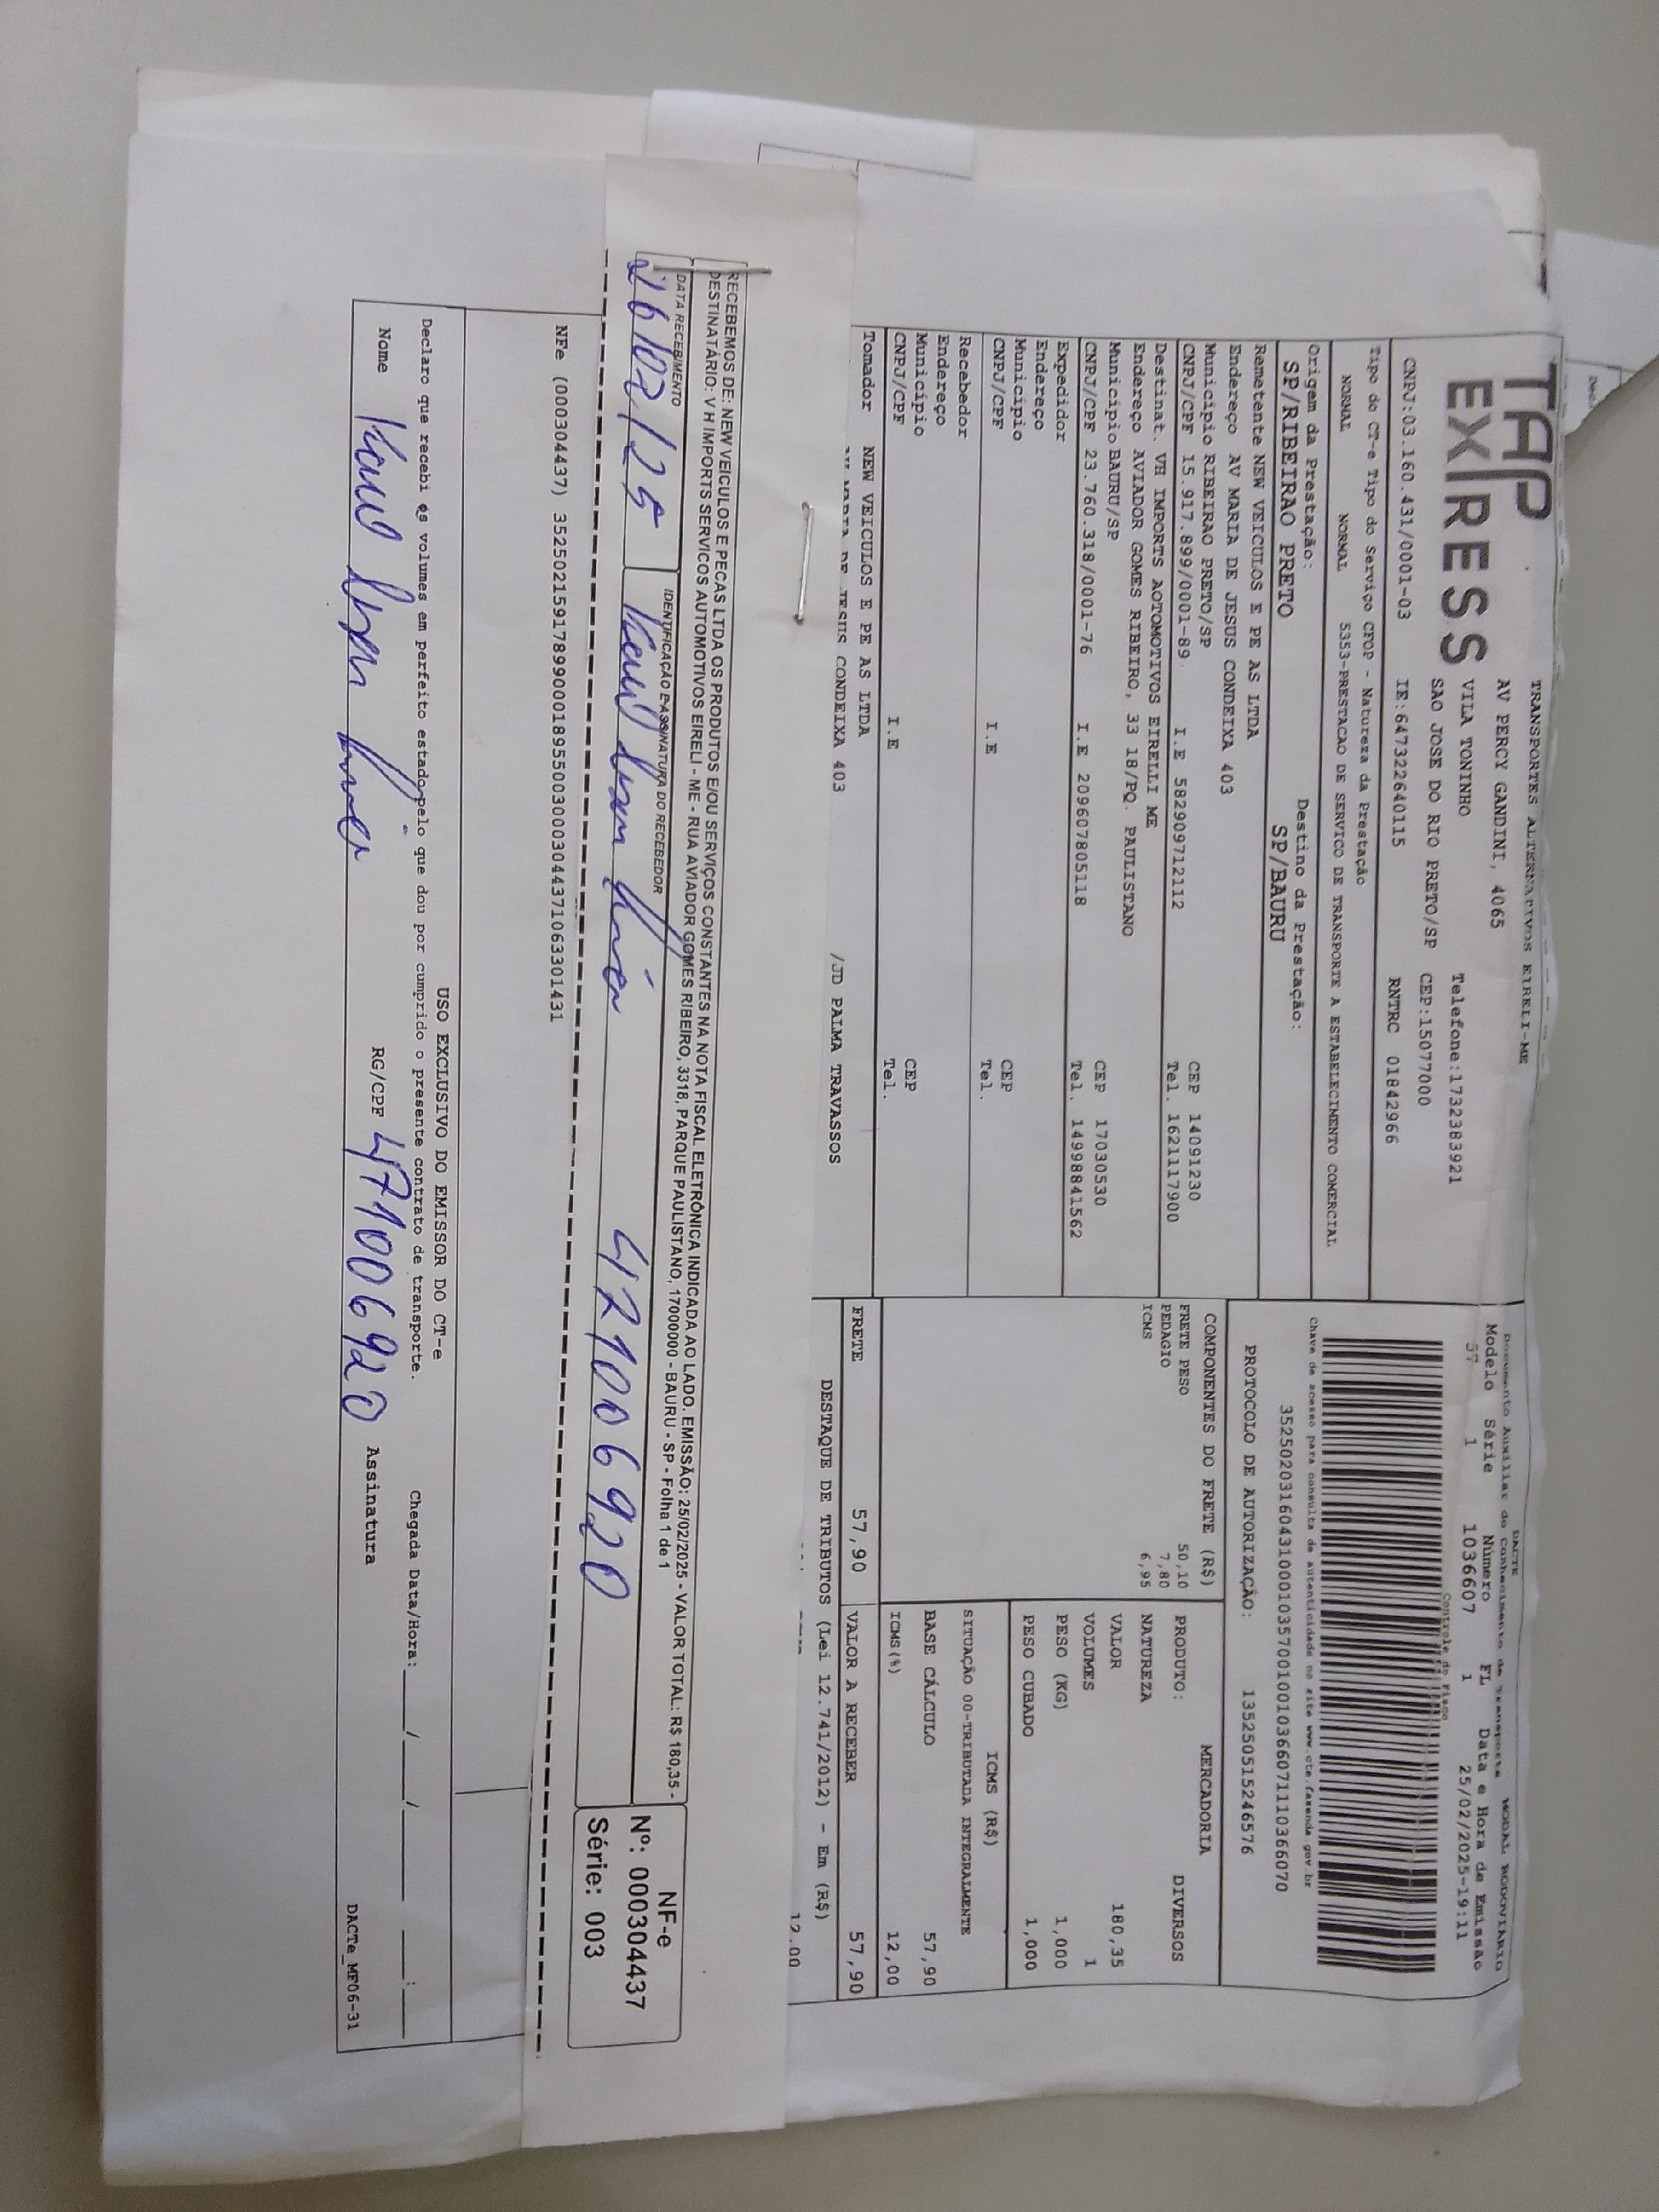 TAP
EXPRESS
TRANSPORTES ALTERNATIVOS EIRELI-ME
AV PERCY GANDINI, 4065
VILA TONINHO Telefone:1732383921
SAO JOSE DO RIO PRETO/SP CEP:15077000
CNPJ:03.160.431/0001-03 IE:647322640115 RNTRC 01842966
Tipo do CT-e Tipo do Serviço CFOP - Natureza da Prestação
NORMAL NORMAL 5353-PRESTACAO DE SERVICO DE TRANSPORTE A ESTABELECIMENTO COMERCIAL
Origem da Prestação: Destino da Prestação:
SP/RIBEIRAO PRETO SP/BAURU
Remetente NEW VEICULOS E PE AS LTDA
Endereço AV MARIA DE JESUS CONDEIXA 403
Município RIBEIRAO PRETO/SP CEP 14091230
CNPJ/CPF 15.917.899/0001-89 I.E 582909712112 Tel. 1621117900
Destinat. VH IMPORTS AOTOMOTIVOS EIRELLI ME
Endereço AVIADOR GOMES RIBEIRO, 33 18/PQ. PAULISTANO
Município BAURU/SP CEP 17030530
CNPJ/CPF 23.760.318/0001-76 I.E 209607805118 Tel. 14998841562
Expedidor
Endereço
Município CEP
CNPJ/CPF I.E Tel.
Recebedor
Endereço
Município CEP
CNPJ/CPF I.E Tel.
Tomador NEW VEICULOS E PE AS LTDA
AV MARIA DE JESUS CONDEIXA 403 /JD PALMA TRAVASSOS
DACTE MODAL RODOVIÁRIO
Documento Auxiliar do Conhecimento de Transporte
Modelo Série Número FL Data e Hora de Emissão
57 1 1036607 1 25/02/2025-19:11
Controle do Fisco
Chave de acesso para consulta de autenticidade no site www.cte.fazenda.gov.br
35250203160431000103570010010366071110366070
PROTOCOLO DE AUTORIZAÇÃO: 135250515246576
COMPONENTES DO FRETE (R$)
FRETE PESO 50,10
PEDAGIO 7,80
ICMS 6,95
MERCADORIA
PRODUTO: DIVERSOS
NATUREZA
VALOR 180,35
VOLUMES 1
PESO (KG) 1,000
PESO CUBADO 1,000
ICMS (R$)
SITUAÇÃO 00-TRIBUTADA INTEGRALMENTE
BASE CÁLCULO 57,90
ICMS(%) 12,00
FRETE 57,90 VALOR A RECEBER 57,90
DESTAQUE DE TRIBUTOS (Lei 12.741/2012) - Em (R$)
12.00
RECEBEMOS DE: NEW VEICULOS E PECAS LTDA OS PRODUTOS E/OU SERVIÇOS CONSTANTES NA NOTA FISCAL ELETRÔNICA INDICADA AO LADO. EMISSÃO: 25/02/2025 - VALOR TOTAL: R$ 180,35 -
DESTINATÁRIO: V H IMPORTS SERVICOS AUTOMOTIVOS EIRELI - ME - RUA AVIADOR GOMES RIBEIRO, 3318, PARQUE PAULISTANO, 17000000 - BAURU - SP - Folha 1 de 1
DATA RECEBIMENTO IDENTIFICAÇÃO E ASSINATURA DO RECEBEDOR
26/02/25 471006920
NF-e
Nº: 000304437
Série: 003
NFe (000304437) 35250215917899000189550030003044371063301431
USO EXCLUSIVO DO EMISSOR DO CT-e
Declaro que recebi os volumes em perfeito estado pelo que dou por cumprido o presente contrato de transporte. Chegada Data/Hora: ___/___/_____ ___:___
Nome RG/CPF 471006920 Assinatura
DACTe_MF06-31